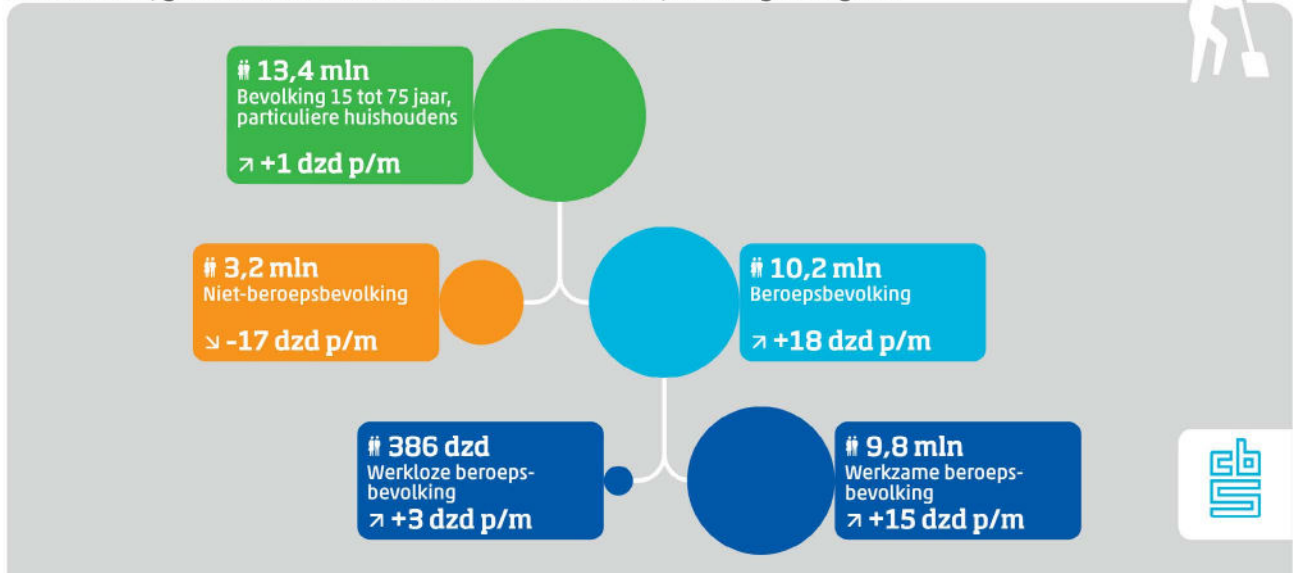 13,4 mln
Bevolking 15 tot 75 jaar,
particuliere huishoudens
↗ +1 dzd p/m
3,2 mln
Niet-beroepsbevolking
↘ -17 dzd p/m
10,2 mln
Beroepsbevolking
↗ +18 dzd p/m
386 dzd
Werkloze beroeps-
bevolking
↗ +3 dzd p/m
9,8 mln
Werkzame beroeps-
bevolking
↗ +15 dzd p/m
cbs